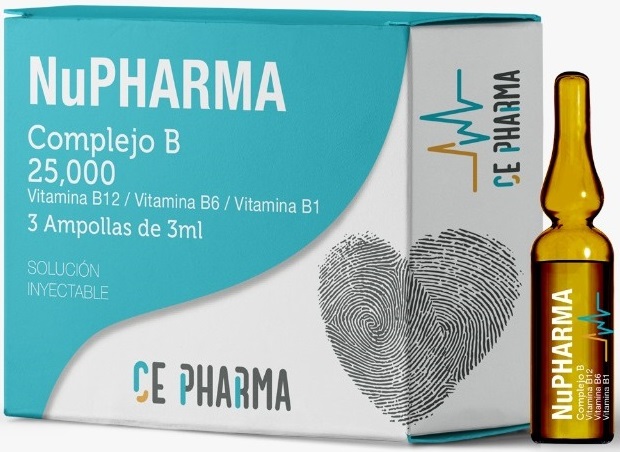 NuPHARMA
Complejo B
25,000
Vitamina B12 / Vitamina B6 / Vitamina B1
3 Ampollas de 3ml
SOLUCIÓN
INYECTABLE
CE PHARMA
CE PHARMA
NuPHARMA
Complejo B
Vitamina B12
Vitamina B6
Vitamina B1